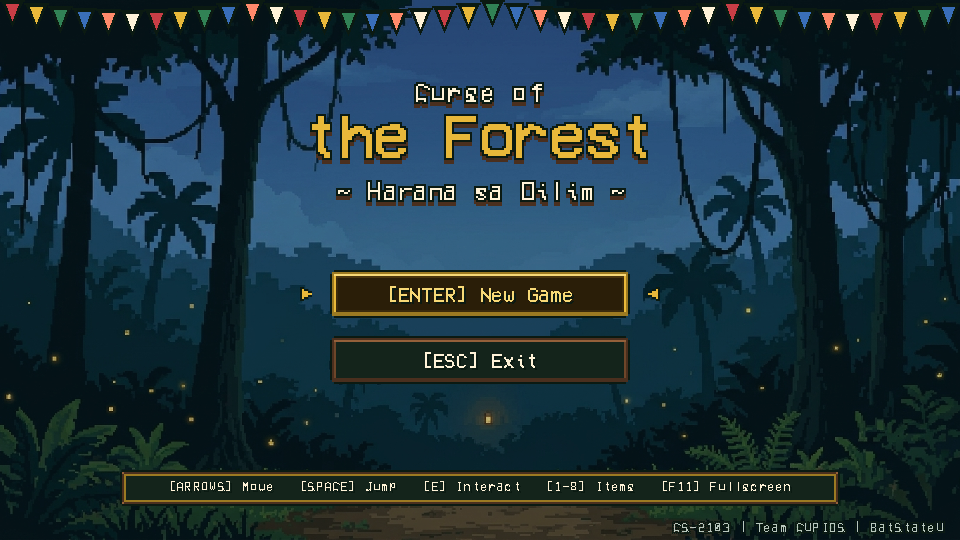 Curse of
the Forest
~ Harana sa Dilim ~
[ENTER] New Game
[ESC] Exit
[ARROWS] Move [SPACE] Jump [E] Interact [1-8] Items [F11] Fullscreen
CS-2103 | Team CUPIDS | BatStateU